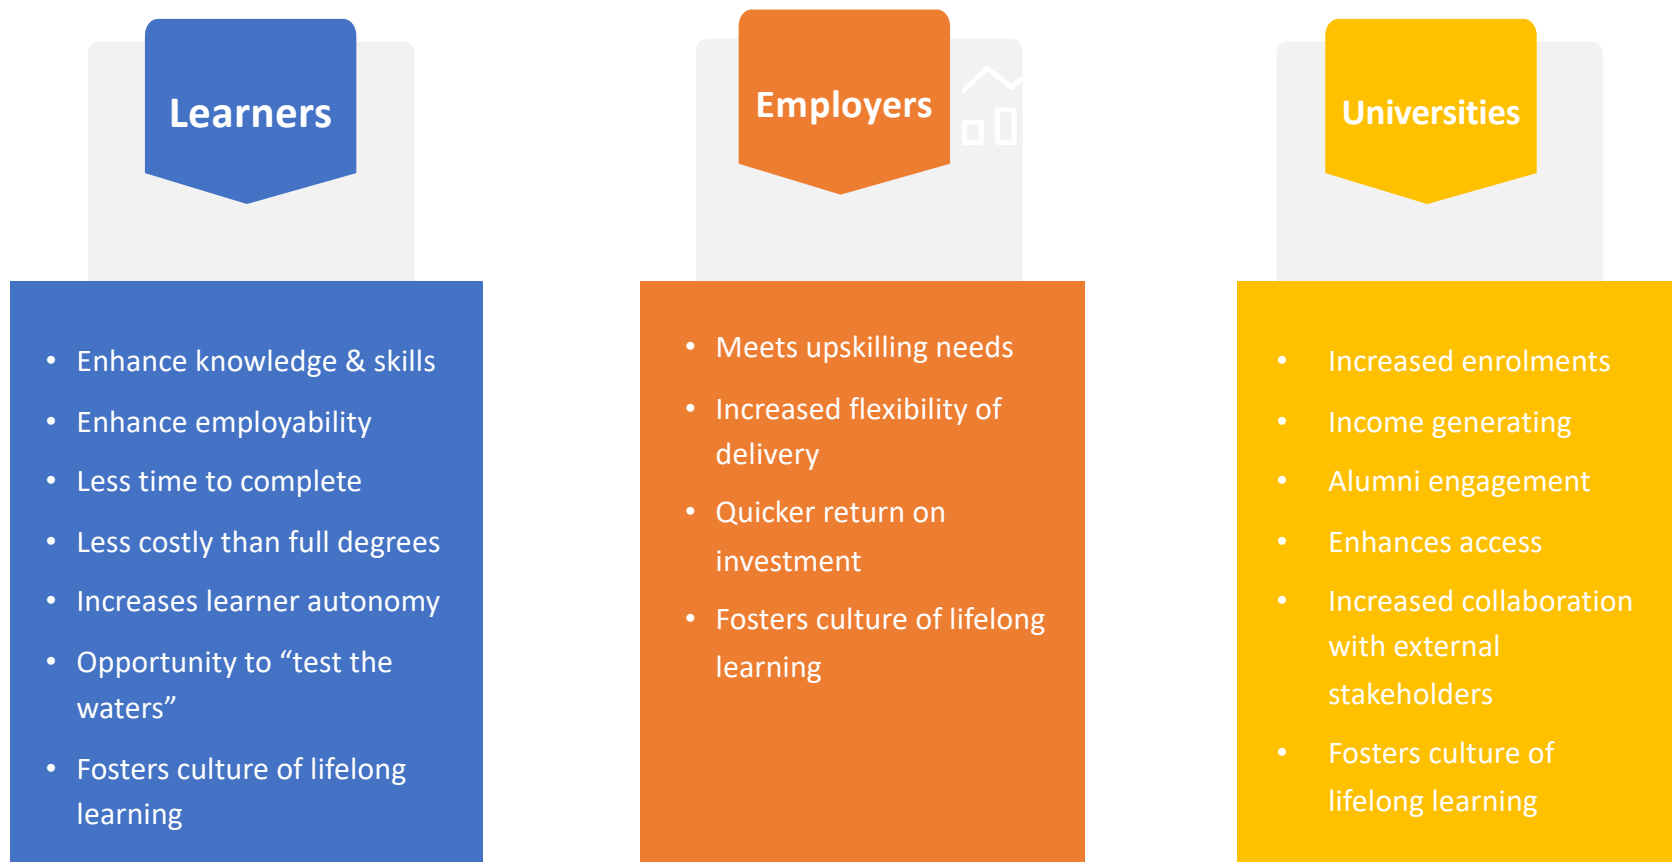 Learners
• Enhance knowledge & skills
• Enhance employability
• Less time to complete
• Less costly than full degrees
• Increases learner autonomy
• Opportunity to “test the
waters”
• Fosters culture of lifelong
learning
Employers
• Meets upskilling needs
• Increased flexibility of
delivery
• Quicker return on
investment
• Fosters culture of lifelong
learning
Universities
• Increased enrolments
• Income generating
• Alumni engagement
• Enhances access
• Increased collaboration
with external
stakeholders
• Fosters culture of
lifelong learning